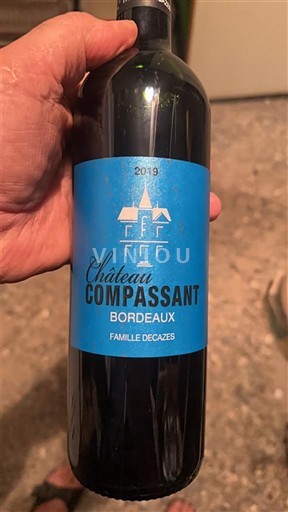 2019
VINIOU
Château
COMPASSANT
BORDEAUX
FAMILLE DECAZES